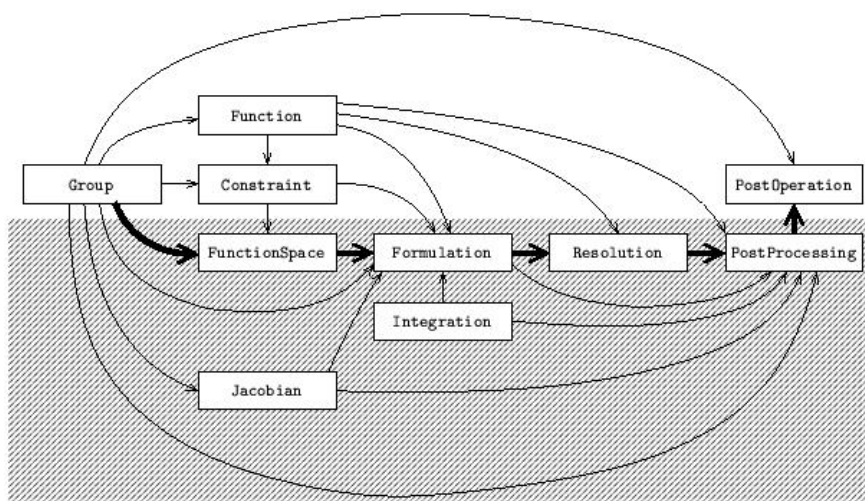 Function
Group
Constraint
PostOperation
FunctionSpace
Formulation
Resolution
PostProcessing
Integration
Jacobian